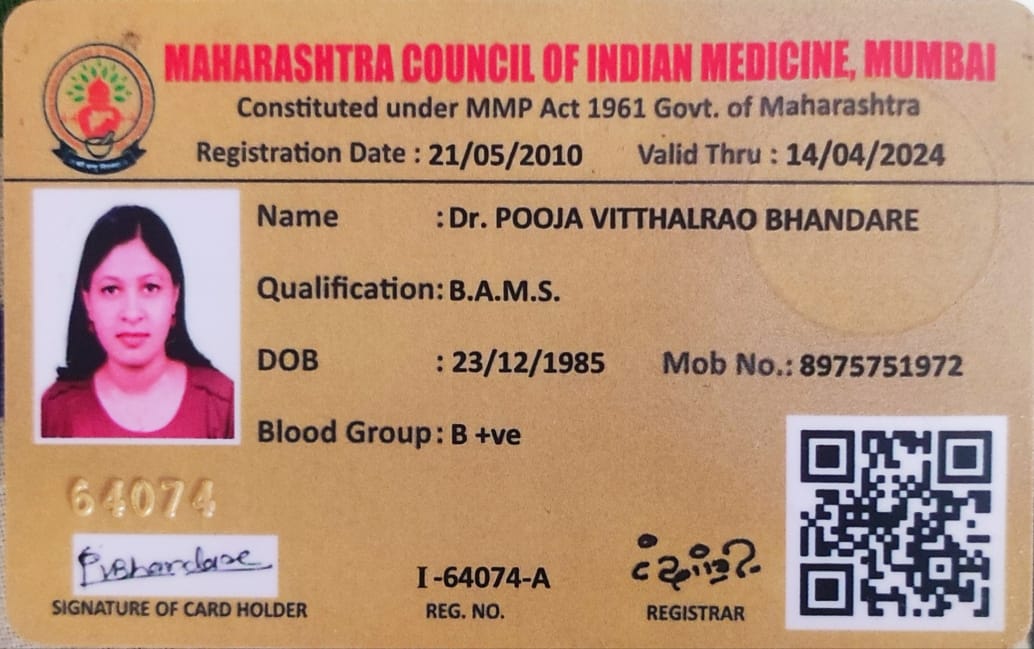 MAHARASHTRA COUNCIL OF INDIAN MEDICINE, MUMBAI
Constituted under MMP Act 1961 Govt. of Maharashtra
Registration Date : 21/05/2010 Valid Thru : 14/04/2024
Name : Dr. POOJA VITTHALRAO BHANDARE
Qualification: B.A.M.S.
DOB : 23/12/1985 Mob No.: 8975751972
Blood Group: B +ve
64074
PVBhandare
I-64074-A
SIGNATURE OF CARD HOLDER REG. NO. REGISTRAR